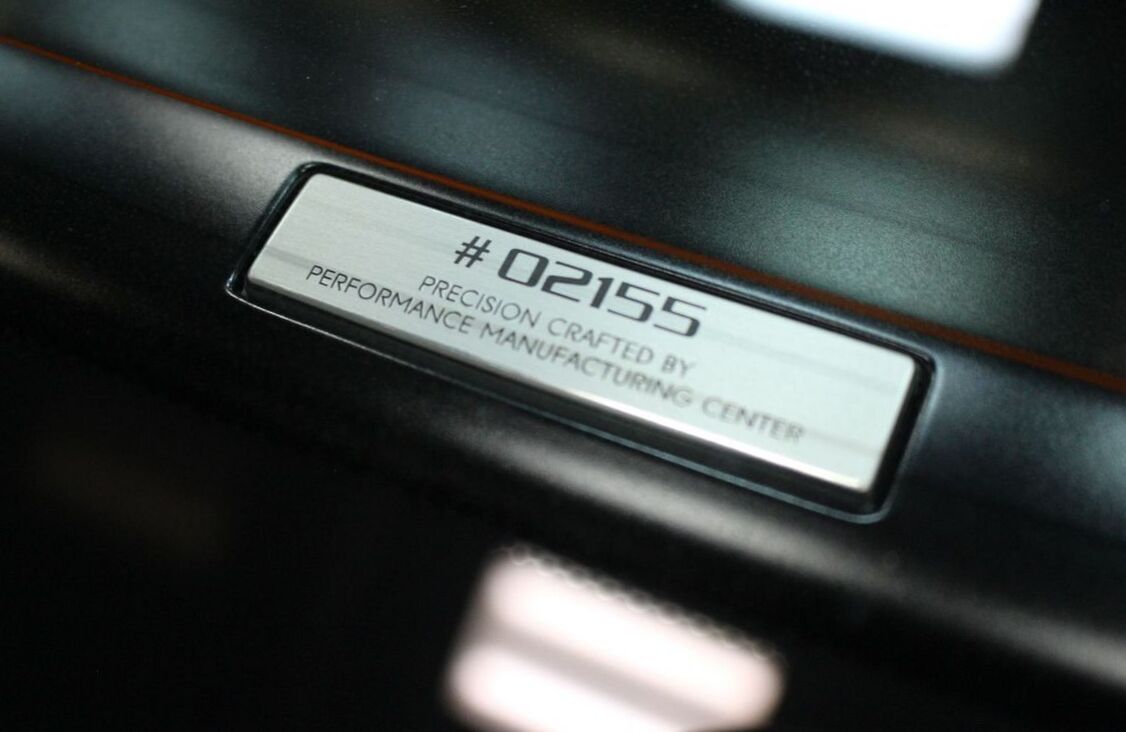 #02155
PRECISION CRAFTED BY
PERFORMANCE MANUFACTURING CENTER